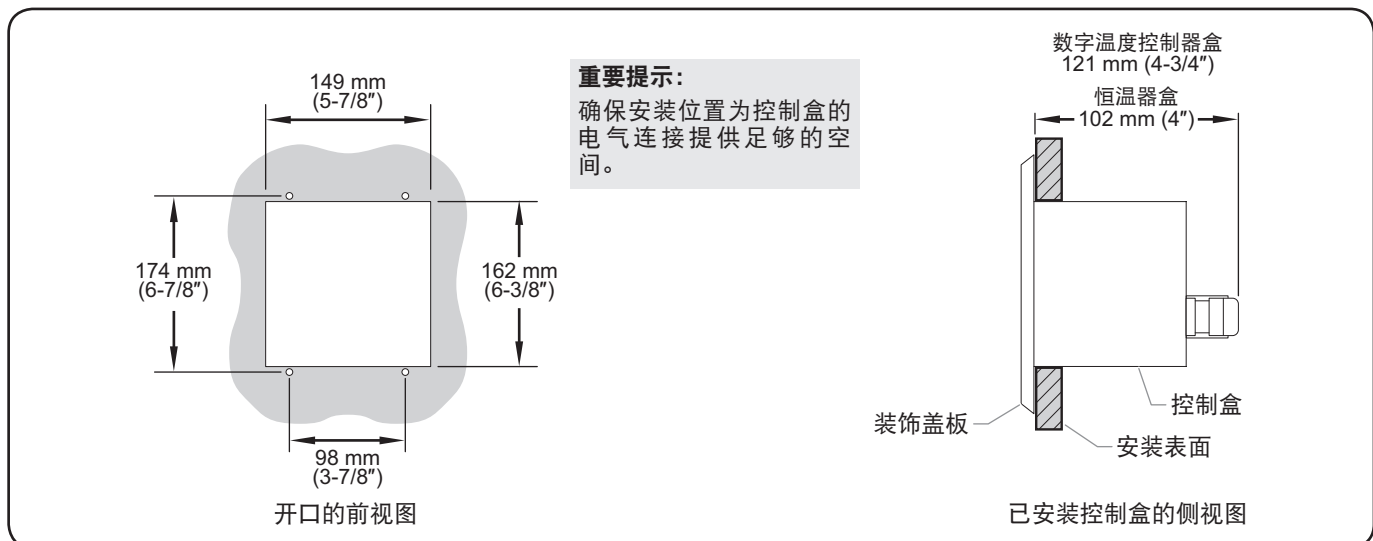 149 mm
(5-7/8″)
174 mm
(6-7/8″)
162 mm
(6-3/8″)
98 mm
(3-7/8″)
开口的前视图
重要提示：
确保安装位置为控制盒的
电气连接提供足够的空
间。
数字温度控制器盒
121 mm (4-3/4″)
恒温器盒
102 mm (4″)
装饰盖板
控制盒
安装表面
已安装控制盒的侧视图